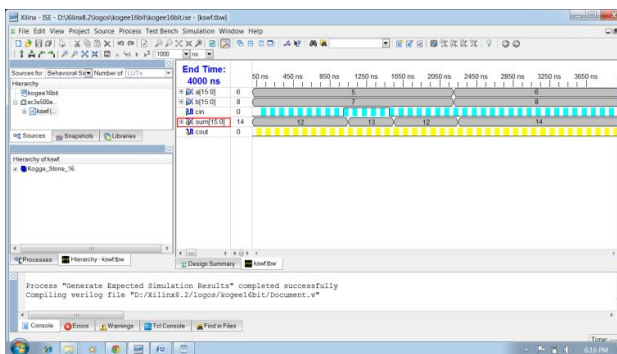 Xilinx - ISE - D:\Xilinx8.2\logos\kogee16bit\kogee16bit.ise - [kswf.tbw]
File Edit View Project Source Process Test Bench Simulation Window Help
1000 ns
Sources for: Behavioral Number of LUTs
Hierarchy
kogee16bit
xc3s500e...
kswf (...
Sources Snapshots Libraries
Hierarchy of kswf:
Kogge_Stone_16
Processes Hierarchy - kswf.tbw
End Time:
4000 ns
50 ns 450 ns 850 ns 1250 ns 1650 ns 2050 ns 2450 ns 2850 ns 3250 ns 3650 ns
a[15:0] 6 5 6
b[15:0] 8 7 8
cin 0
sum[15:0] 14 12 13 12 14
cout 0
Design Summary kswf.tbw
Process "Generate Expected Simulation Results" completed successfully
Compiling verilog file "D:/Xilinx8.2/logos/kogee16bit/Document.v"
Console Errors Warnings Tcl Console Find in Files
Time:
6:16 PM